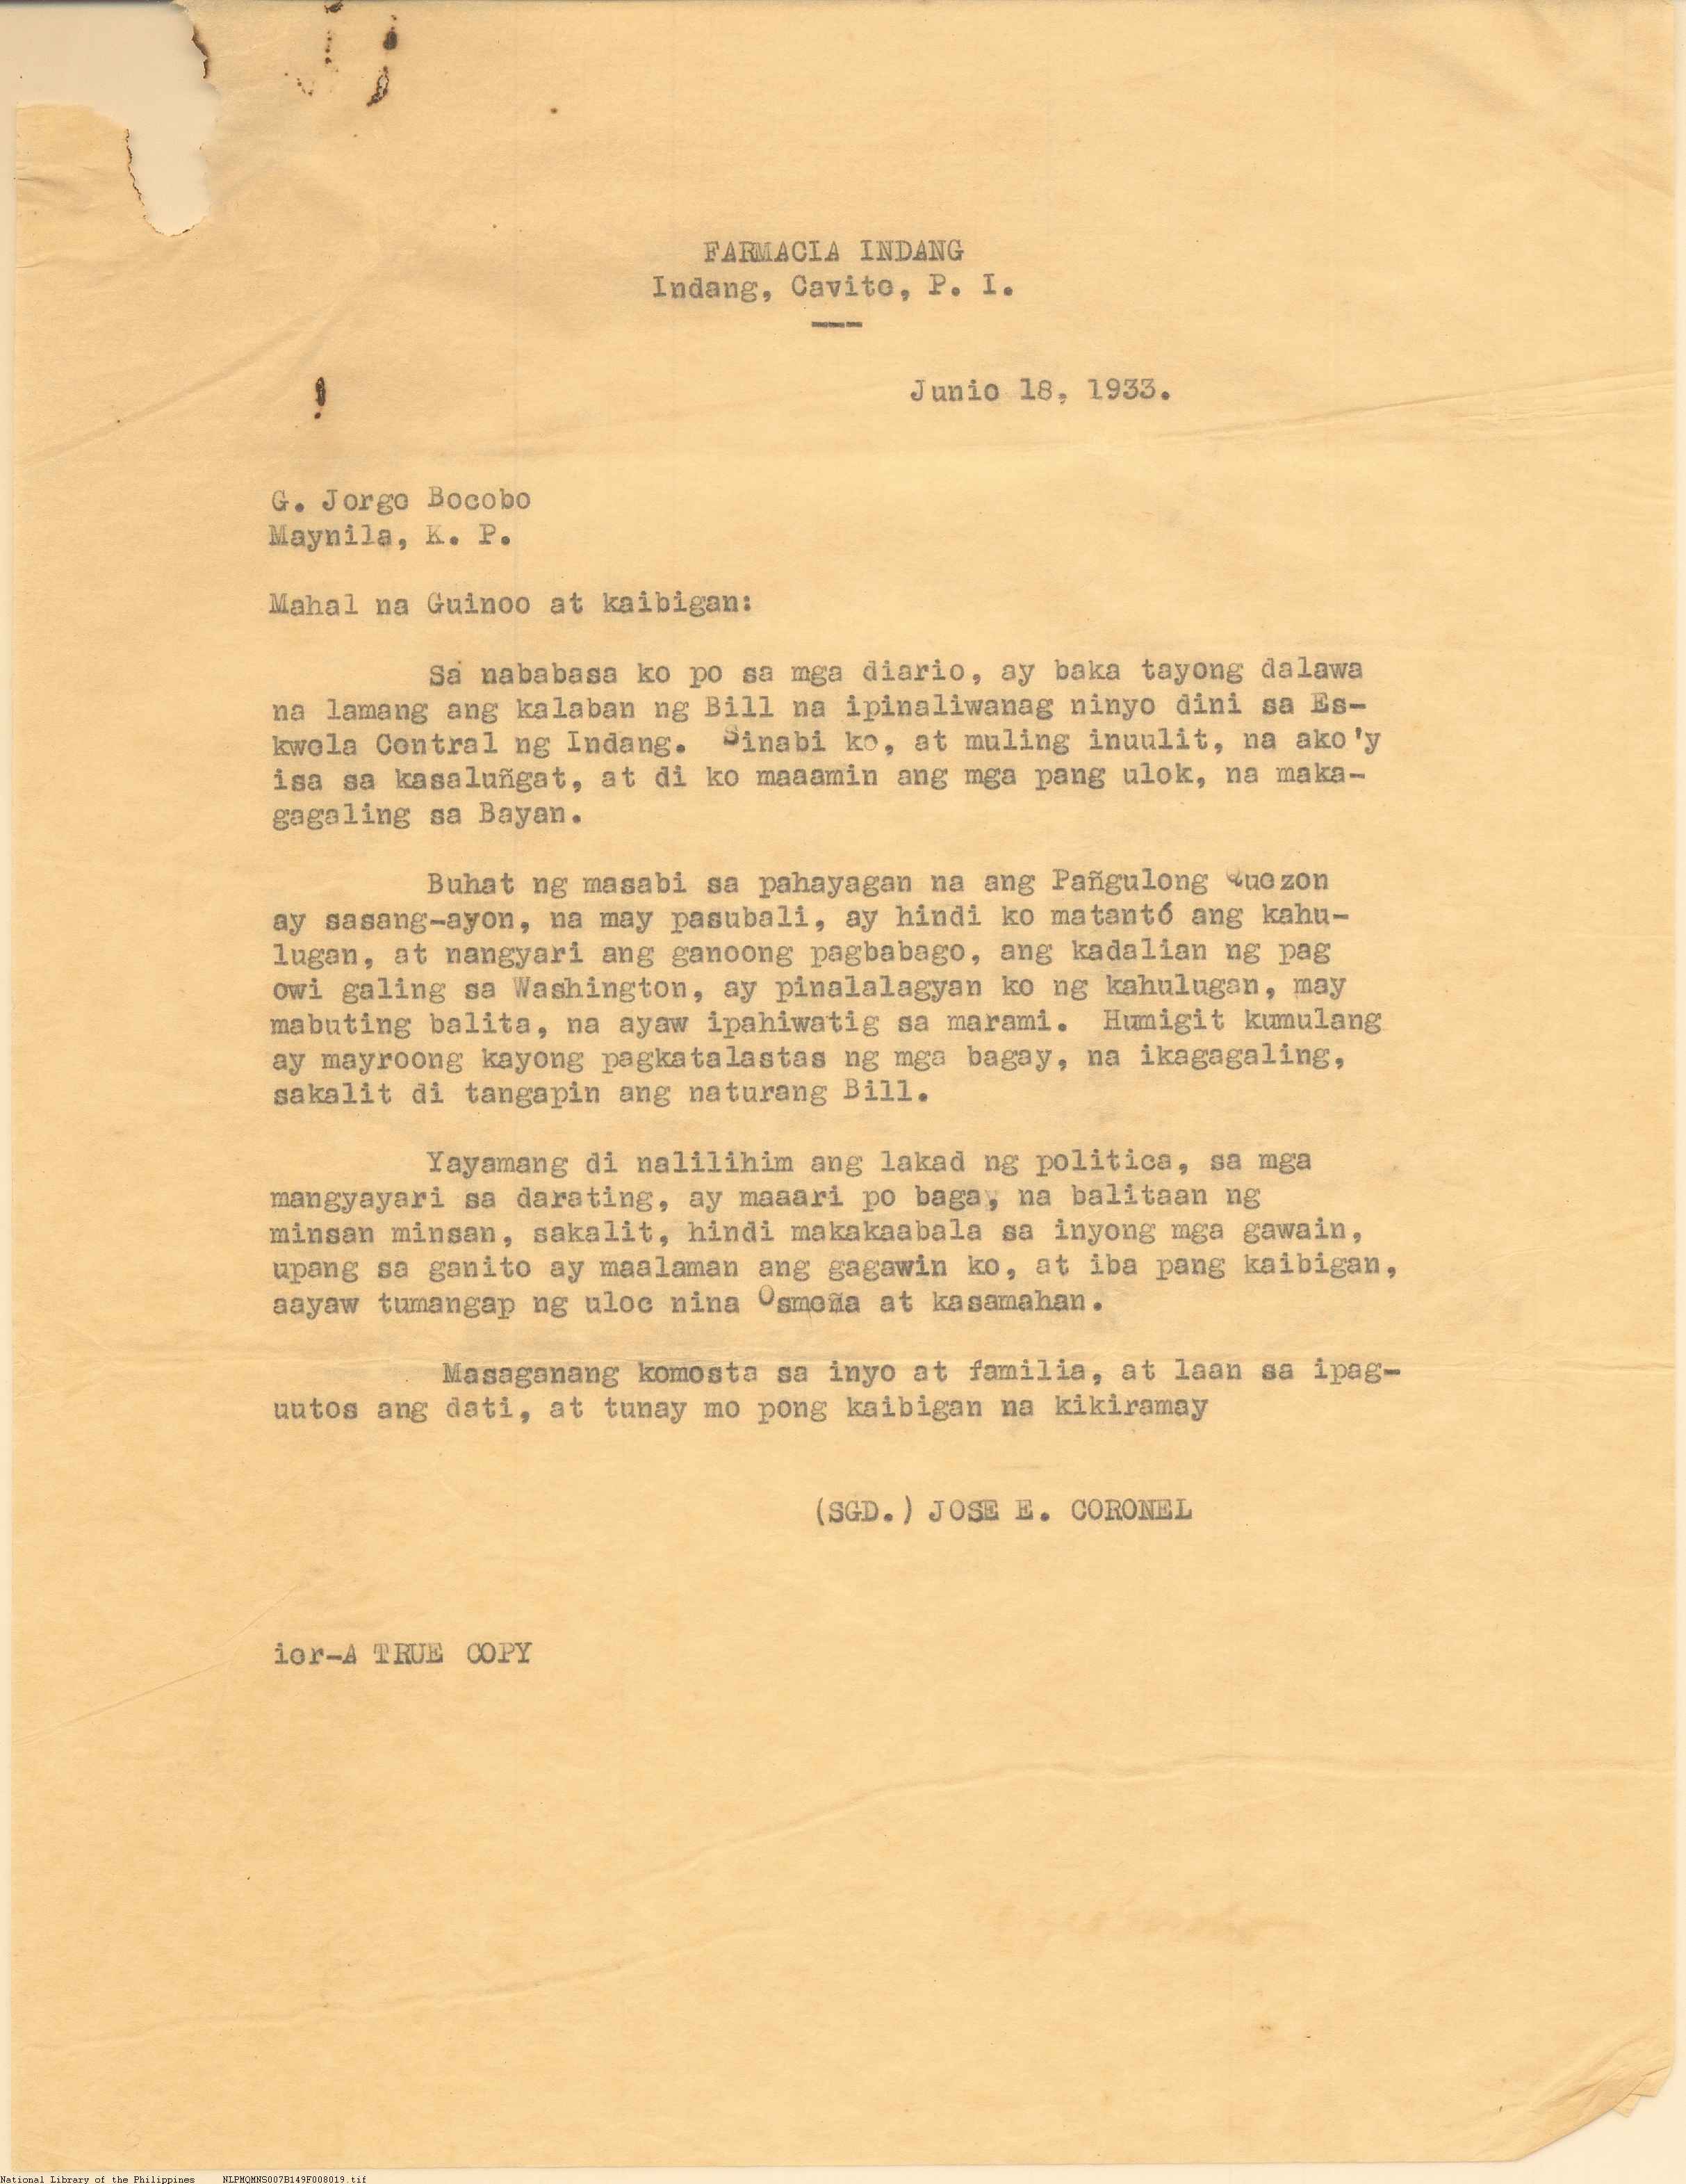 FARMACIA INDANG
Indang, Cavite, P. I.
Junio 18, 1933.
G. Jorge Bocobo
Maynila, K. P.
Mahal na Guinoo at kaibigan:
Sa nababasa ko po sa mga diario, ay baka tayong dalawa
na lamang ang kalaban ng Bill na ipinaliwanag ninyo dini sa Es-
kwela Central ng Indang. Sinabi ko, at muling inuulit, na ako'y
isa sa kasaluñgat, at di ko maaamin ang mga pang ulok, na maka-
gagaling sa Bayan.
Buhat ng masabi sa pahayagan na ang Pañgulong Quezon
ay sasang-ayon, na may pasubali, ay hindi ko matantó ang kahu-
lugan, at nangyari ang ganoong pagbabago, ang kadalian ng pag
owi galing sa Washington, ay pinalalagyan ko ng kahulugan, may
mabuting balita, na ayaw ipahiwatig sa marami. Humigit kumulang
ay mayroong kayong pagkatalastas ng mga bagay, na ikagagaling,
sakalit di tangapin ang naturang Bill.
Yayamang di nalilihim ang lakad ng politica, sa mga
mangyayari sa darating, ay maaari po baga, na balitaan ng
minsan minsan, sakalit, hindi makakaabala sa inyong mga gawain,
upang sa ganito ay maalaman ang gagawin ko, at iba pang kaibigan,
aayaw tumangap ng uloc nina Osmeña at kasamahan.
Masaganang komosta sa inyo at familia, at laan sa ipag-
uutos ang dati, at tunay mo pong kaibigan na kikiramay
(SGD.) JOSE E. CORONEL
ier-A TRUE COPY
National Library of the Philippines NLPMQMNS007B149F008019.tif